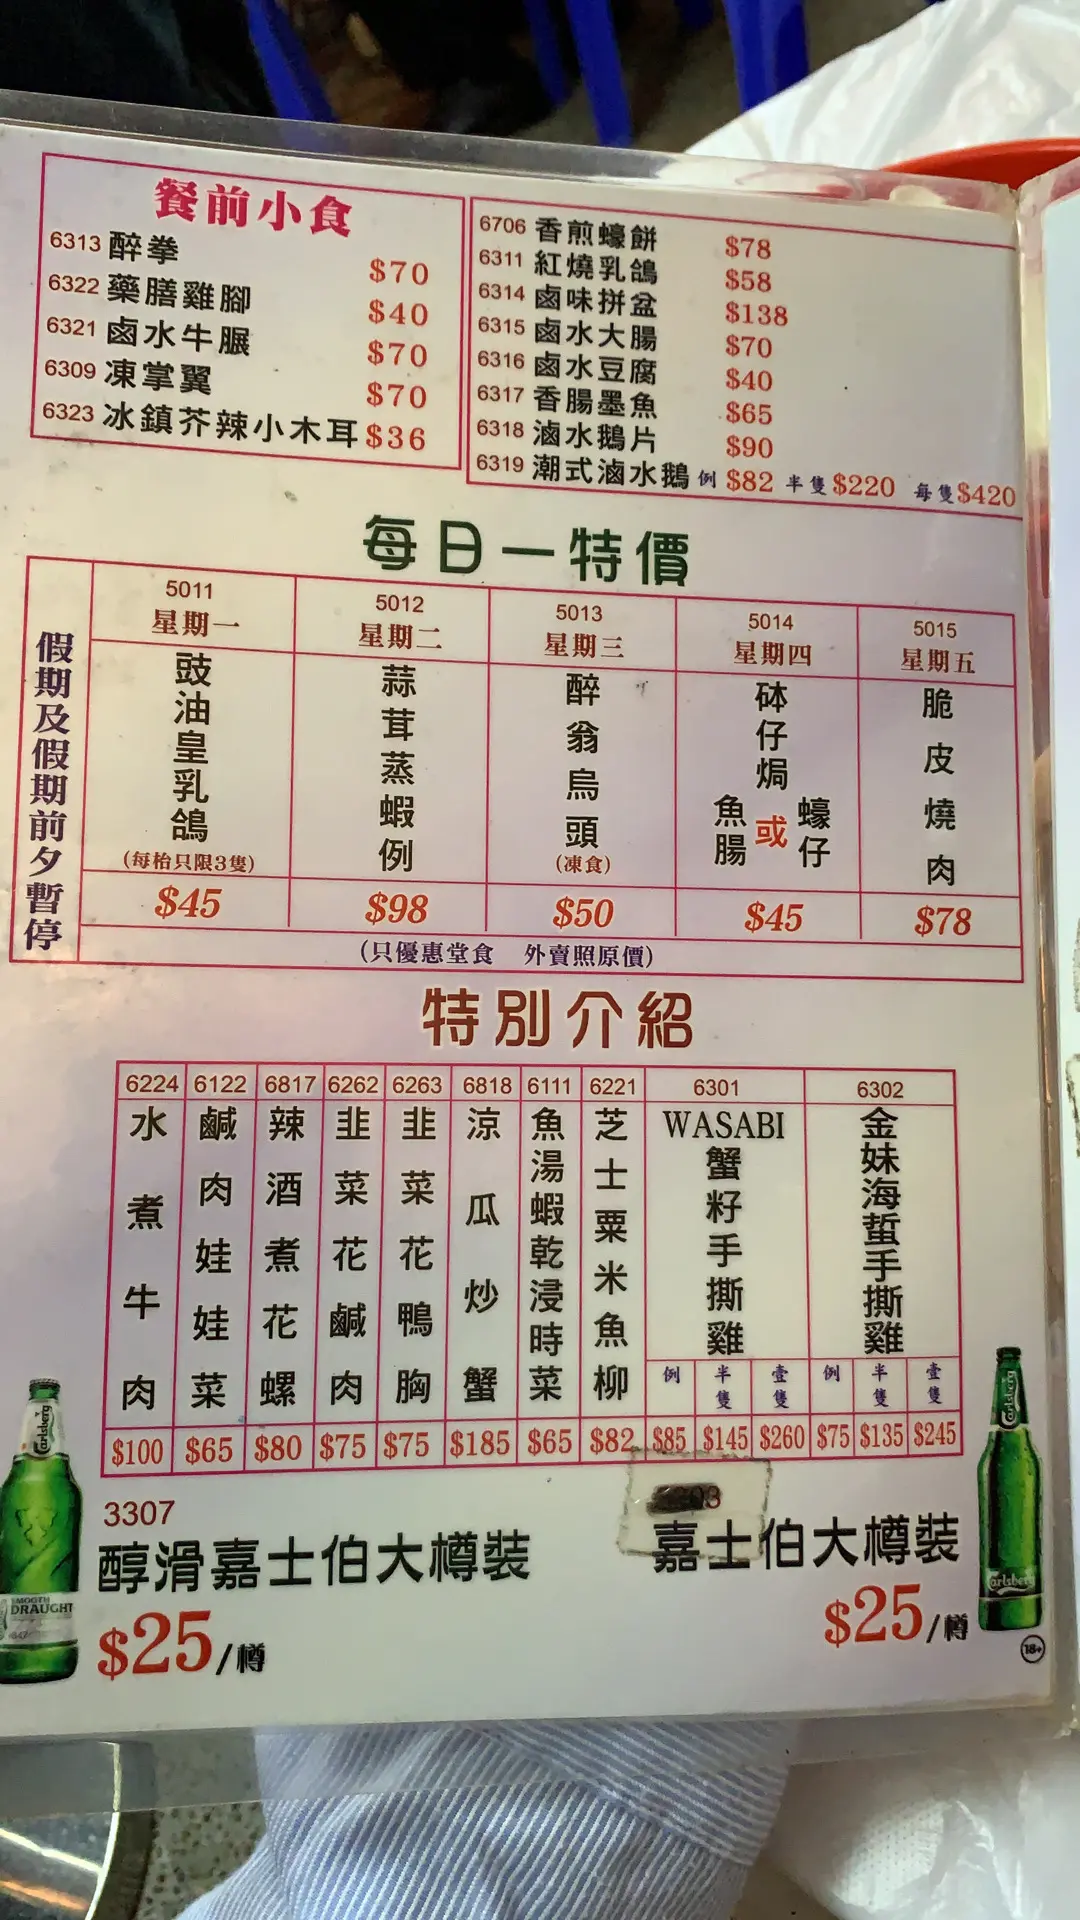 餐前小食
6313 醉拳 $70
6322 藥膳雞腳 $40
6321 鹵水牛𦟌 $70
6309 凍掌翼 $70
6323 冰鎮芥辣小木耳 $36
6706 香煎蠔餅 $78
6311 紅燒乳鴿 $58
6314 鹵味拼盆 $138
6315 鹵水大腸 $70
6316 鹵水豆腐 $40
6317 香腸墨魚 $65
6318 滷水鵝片 $90
6319 潮式滷水鵝 例 $82 半隻 $220 每隻 $420
每日一特價
假期及假期前夕暫停
5011 星期一 豉油皇乳鴿 (每枱只限3隻) $45
5012 星期二 蒜茸蒸蝦例 $98
5013 星期三 醉翁烏頭 (凍食) $50
5014 星期四 砵仔焗魚腸或蠔仔 $45
5015 星期五 脆皮燒肉 $78
(只優惠堂食 外賣照原價)
特別介紹
6224 水煮牛肉 $100
6122 鹹肉娃娃菜 $65
6817 辣酒煮花螺 $80
6262 韭菜花鹹肉 $75
6263 韭菜花鴨胸 $75
6818 涼瓜炒蟹 $185
6111 魚湯蝦乾浸時菜 $65
6221 芝士粟米魚柳 $82
6301 WASABI蟹籽手撕雞 例 $85 半隻 $145 壹隻 $260
6302 金妹海蜇手撕雞 例 $75 半隻 $135 壹隻 $245
3307
醇滑嘉士伯大樽裝
$25/樽
嘉士伯大樽裝
$25/樽
Carlsberg
SMOOTH
DRAUGHT
Carlsberg
Carlsberg
18+